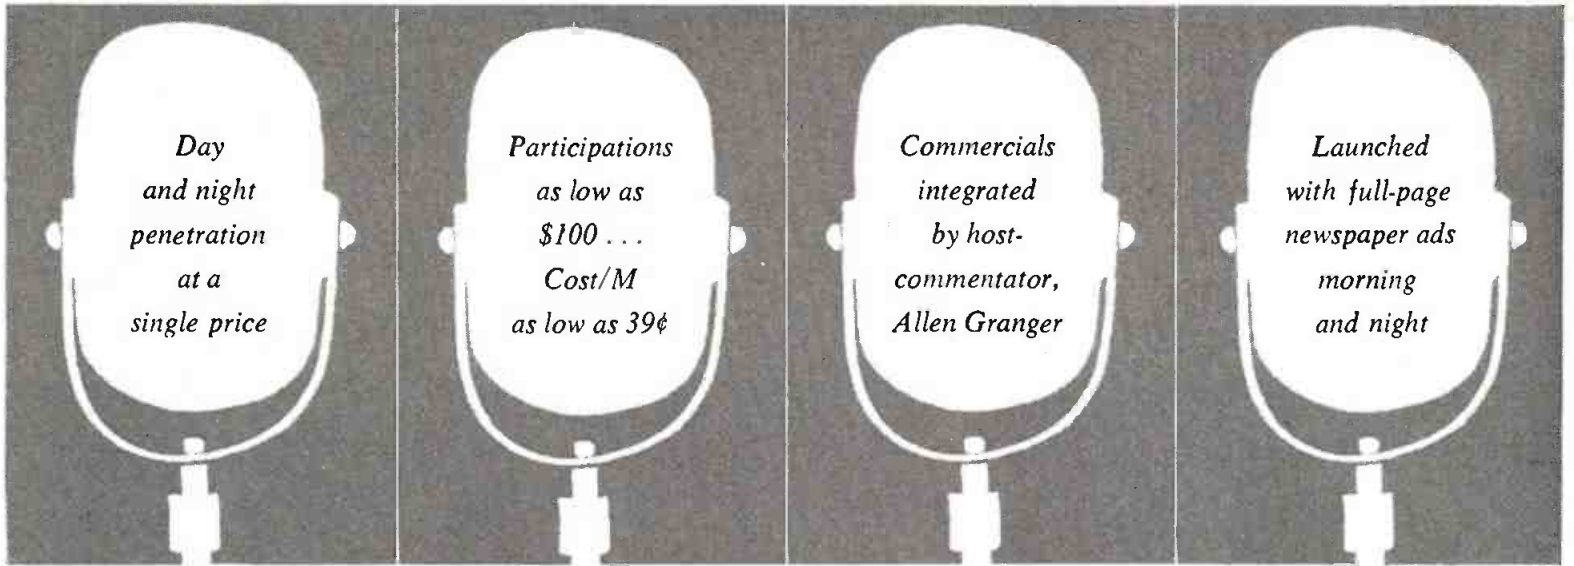 Day
and night
penetration
at a
single price
Participations
as low as
$100 . . .
Cost/M
as low as 39¢
Commercials
integrated
by host-
commentator,
Allen Granger
Launched
with full-page
newspaper ads
morning
and night